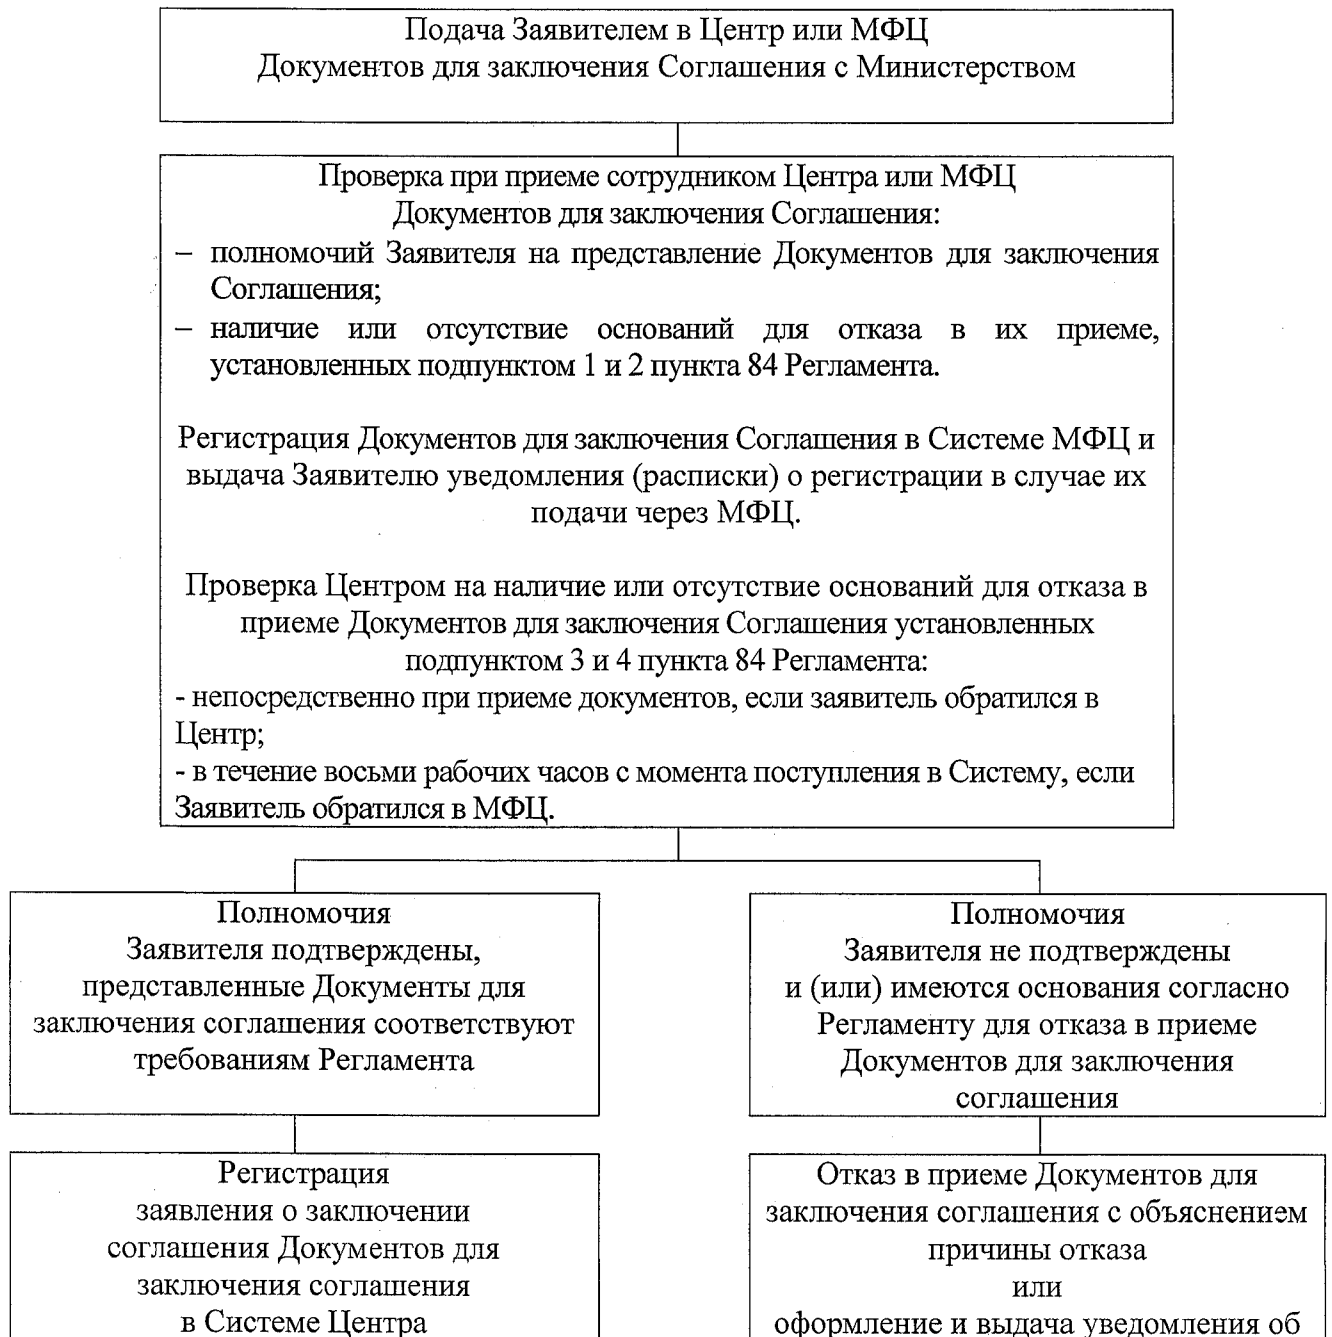 Подача Заявителем в Центр или МФЦ
Документов для заключения Соглашения с Министерством
Проверка при приеме сотрудником Центра или МФЦ
Документов для заключения Соглашения:
– полномочий Заявителя на представление Документов для заключения
Соглашения;
– наличие или отсутствие оснований для отказа в их приеме,
установленных подпунктом 1 и 2 пункта 84 Регламента.
Регистрация Документов для заключения Соглашения в Системе МФЦ и
выдача Заявителю уведомления (расписки) о регистрации в случае их
подачи через МФЦ.
Проверка Центром на наличие или отсутствие оснований для отказа в
приеме Документов для заключения Соглашения установленных
подпунктом 3 и 4 пункта 84 Регламента:
- непосредственно при приеме документов, если заявитель обратился в
Центр;
- в течение восьми рабочих часов с момента поступления в Систему, если
Заявитель обратился в МФЦ.
Полномочия
Заявителя подтверждены,
представленные Документы для
заключения соглашения соответствуют
требованиям Регламента
Полномочия
Заявителя не подтверждены
и (или) имеются основания согласно
Регламенту для отказа в приеме
Документов для заключения
соглашения
Регистрация
заявления о заключении
соглашения Документов для
заключения соглашения
в Системе Центра
Отказ в приеме Документов для
заключения соглашения с объяснением
причины отказа
или
оформление и выдача уведомления об